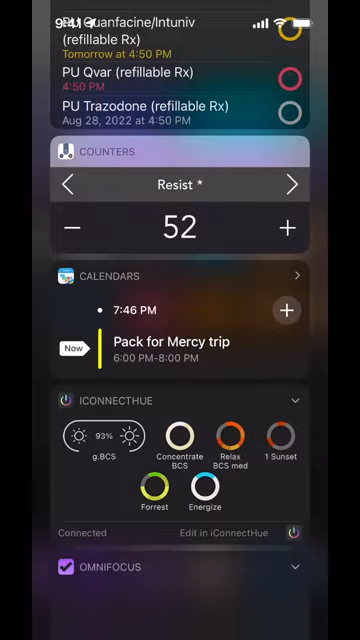 9:41
PU Guanfacine/Intuniv
(refillable Rx)
Tomorrow at 4:50 PM
PU Qvar (refillable Rx)
4:50 PM
PU Trazodone (refillable Rx)
Aug 28, 2022 at 4:50 PM
COUNTERS
Resist *
52
CALENDARS
7:46 PM
Now
Pack for Mercy trip
6:00 PM-8:00 PM
ICONNECTHUE
93%
g.BCS
Concentrate
BCS
Relax
BCS med
1 Sunset
Forrest
Energize
Connected
Edit in iConnectHue
OMNIFOCUS